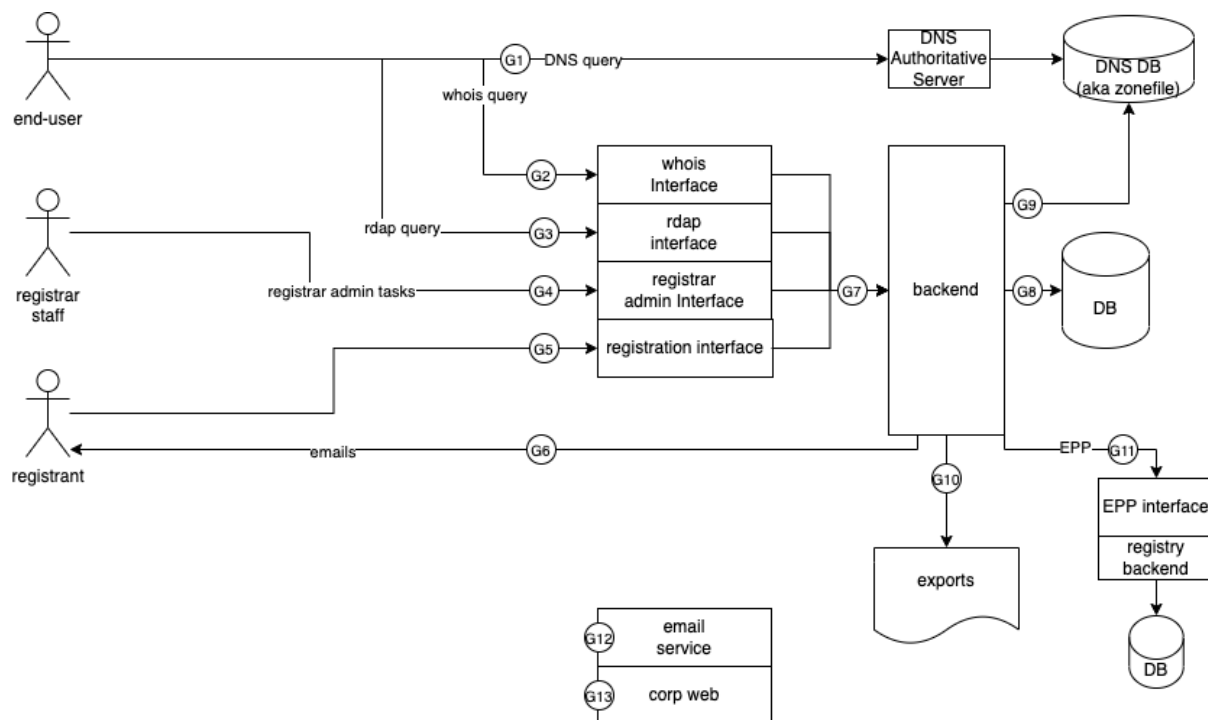 end-user
G1
DNS query
DNS
Authoritative
Server
DNS DB
(aka zonefile)
whois query
G2
whois
Interface
backend
G9
registrar
staff
rdap query
G3
rdap
interface
registrar admin tasks
G4
registrar
admin Interface
G7
G8
DB
G5
registration interface
registrant
emails
G6
EPP
G11
G10
EPP interface
registry
backend
exports
DB
G12
email
service
G13
corp web